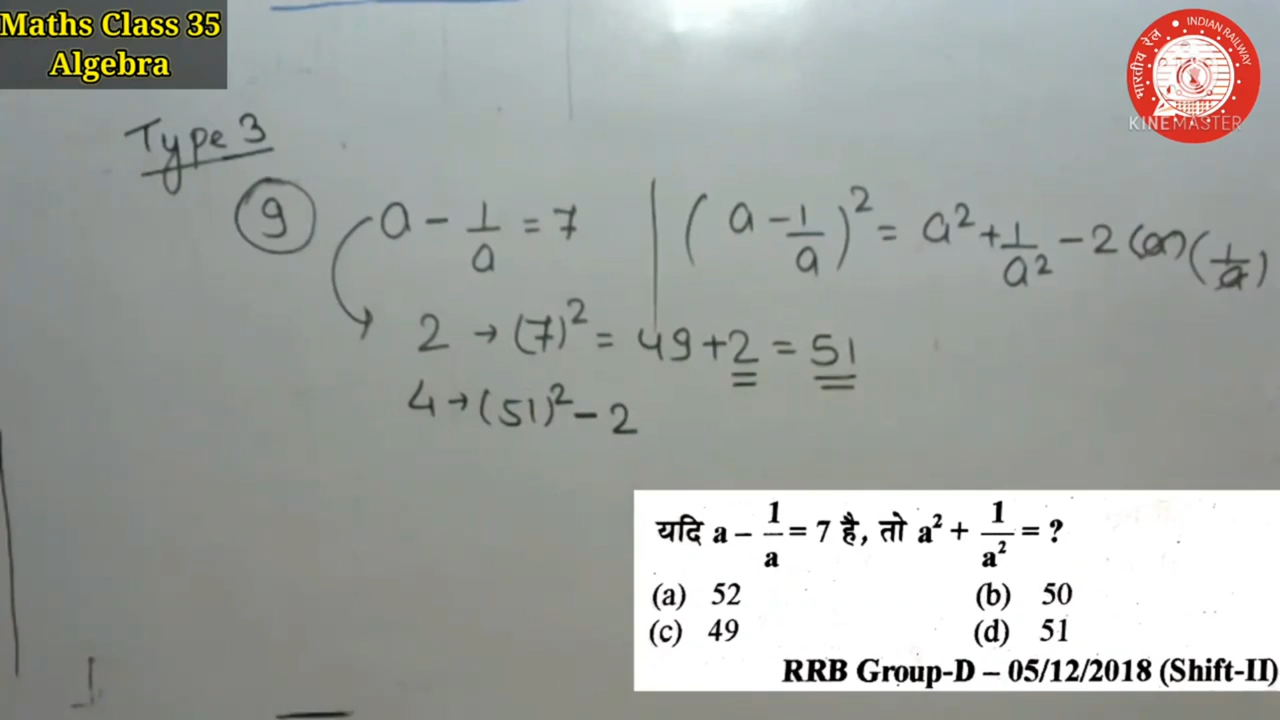 Maths Class 35
Algebra
भारतीय रेल
INDIAN RAILWAY
KINEMASTER
Type 3
9 a - 1/a = 7 | (a - 1/a)² = a² + 1/a² - 2 (a) (1/a)
2 → (7)² = 49 + 2 = 51
4 → (51)² - 2
यदि a – 1/a = 7 है, तो a² + 1/a² = ?
(a) 52 (b) 50
(c) 49 (d) 51
RRB Group-D – 05/12/2018 (Shift-II)